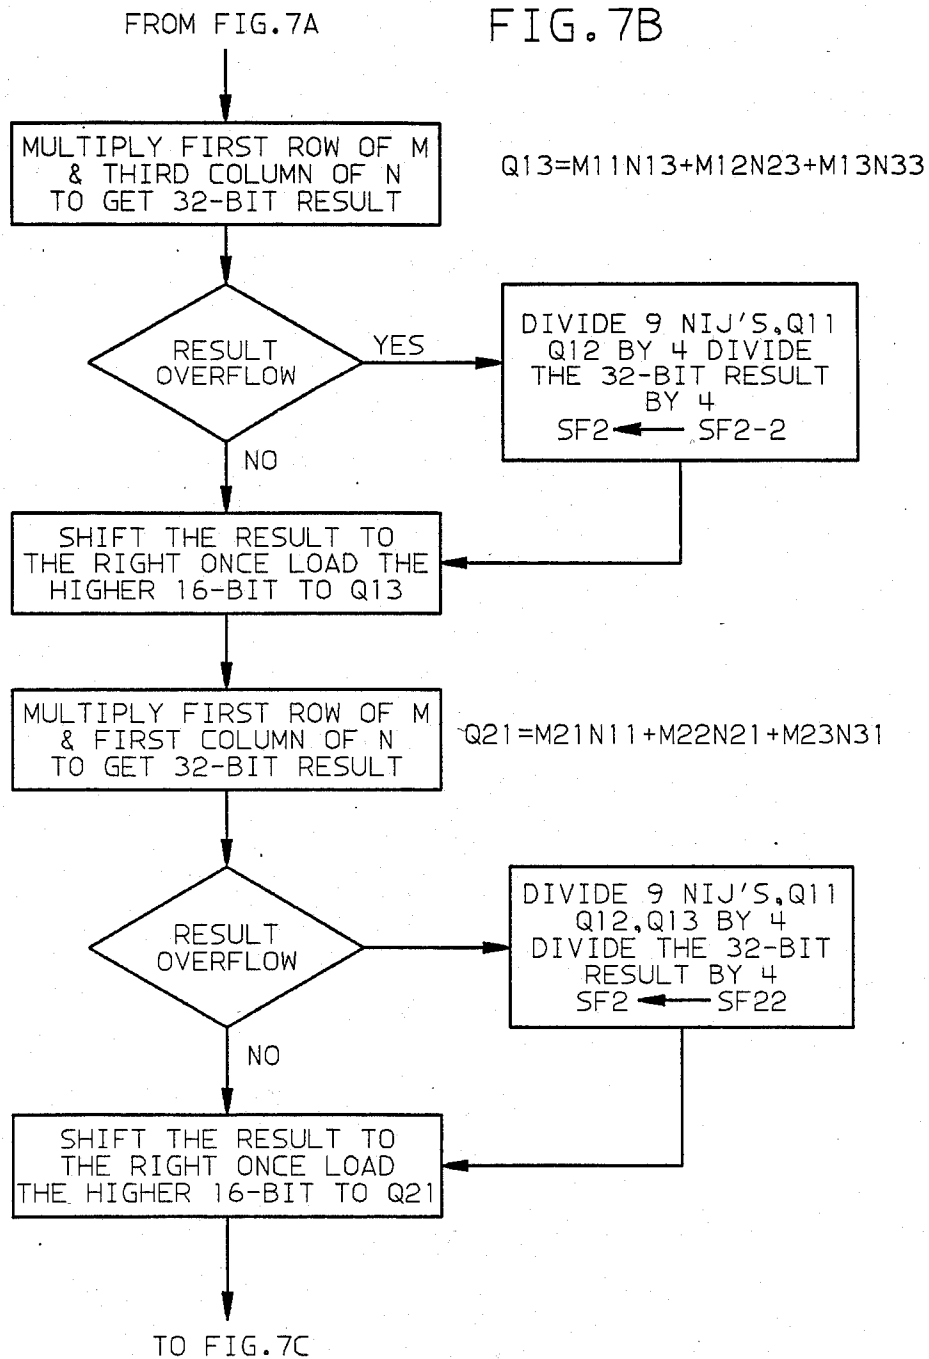 FROM FIG.7A
FIG.7B
MULTIPLY FIRST ROW OF M
& THIRD COLUMN OF N
TO GET 32-BIT RESULT
Q13=M11N13+M12N23+M13N33
RESULT
OVERFLOW
YES
DIVIDE 9 NIJ'S,Q11
Q12 BY 4 DIVIDE
THE 32-BIT RESULT
BY 4
SF2 ← SF2-2
NO
SHIFT THE RESULT TO
THE RIGHT ONCE LOAD THE
HIGHER 16-BIT TO Q13
MULTIPLY FIRST ROW OF M
& FIRST COLUMN OF N
TO GET 32-BIT RESULT
Q21=M21N11+M22N21+M23N31
RESULT
OVERFLOW
DIVIDE 9 NIJ'S,Q11
Q12,Q13 BY 4
DIVIDE THE 32-BIT
RESULT BY 4
SF2 ← SF22
NO
SHIFT THE RESULT TO
THE RIGHT ONCE LOAD
THE HIGHER 16-BIT TO Q21
TO FIG.7C